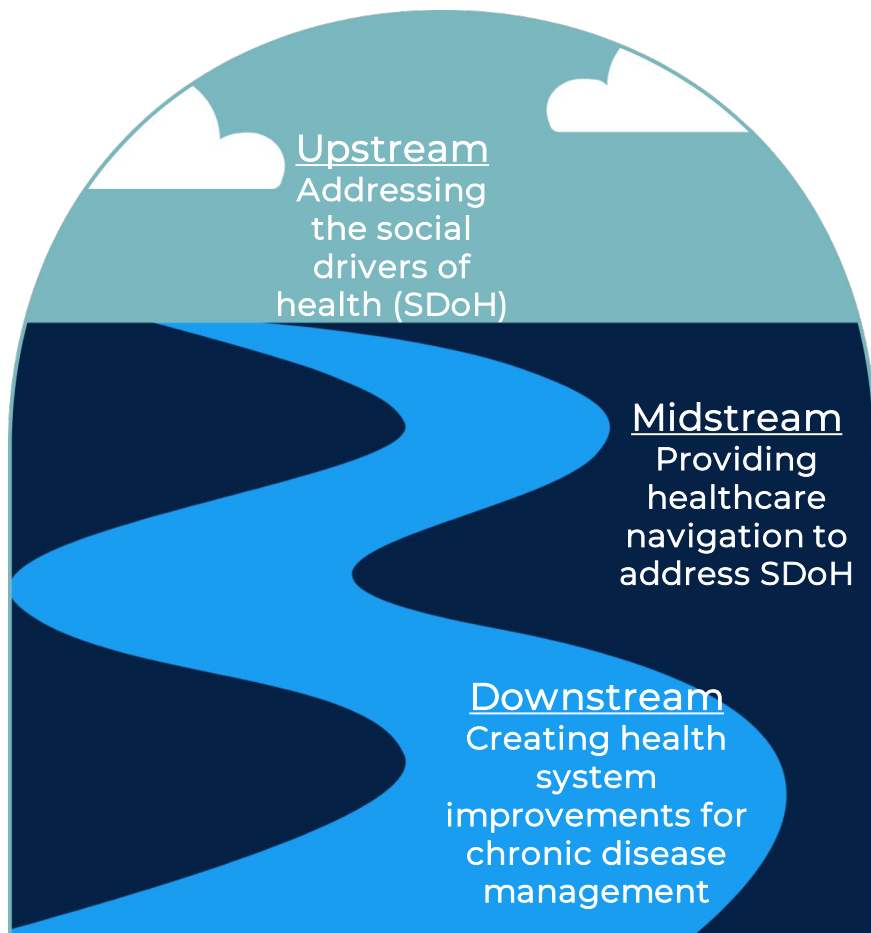 Upstream
Addressing
the social
drivers of
health (SDoH)
Midstream
Providing
healthcare
navigation to
address SDoH
Downstream
Creating health
system
improvements for
chronic disease
management